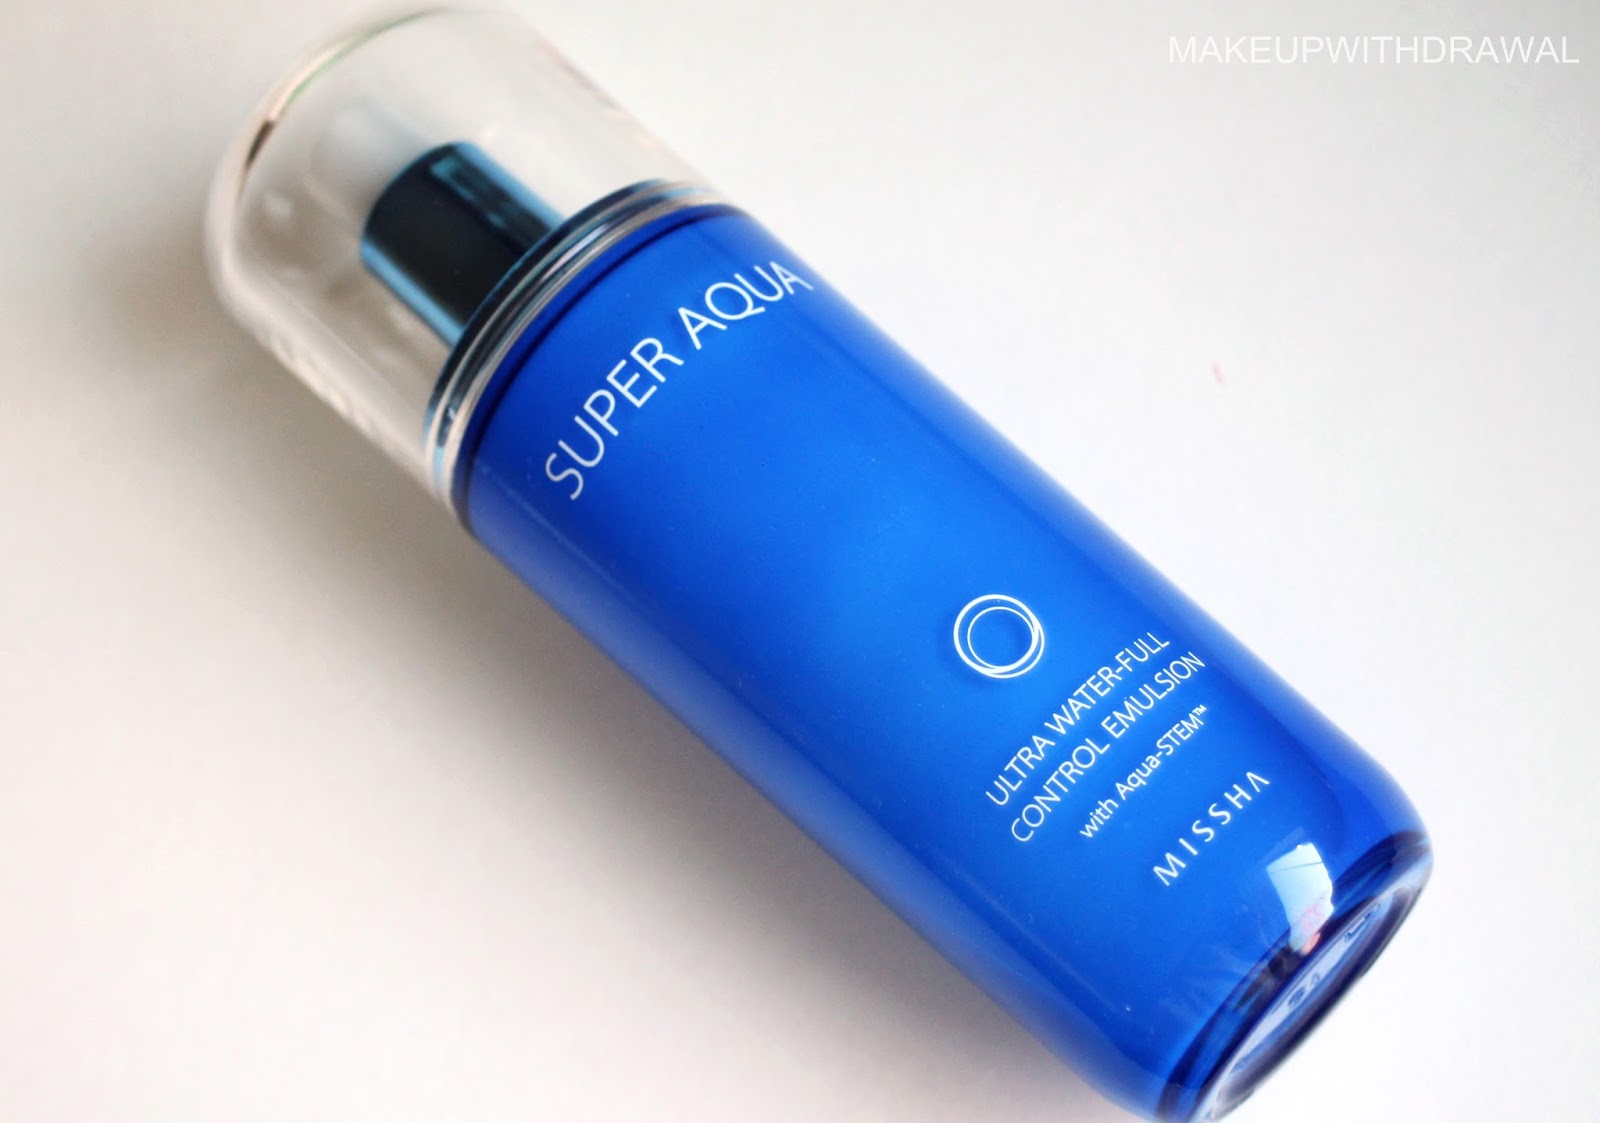 MAKEUPWITHDRAWAL
SUPER AQUA
ULTRA WATER-FULL
CONTROL EMULSION
with Aqua-STEM™
MISSHA